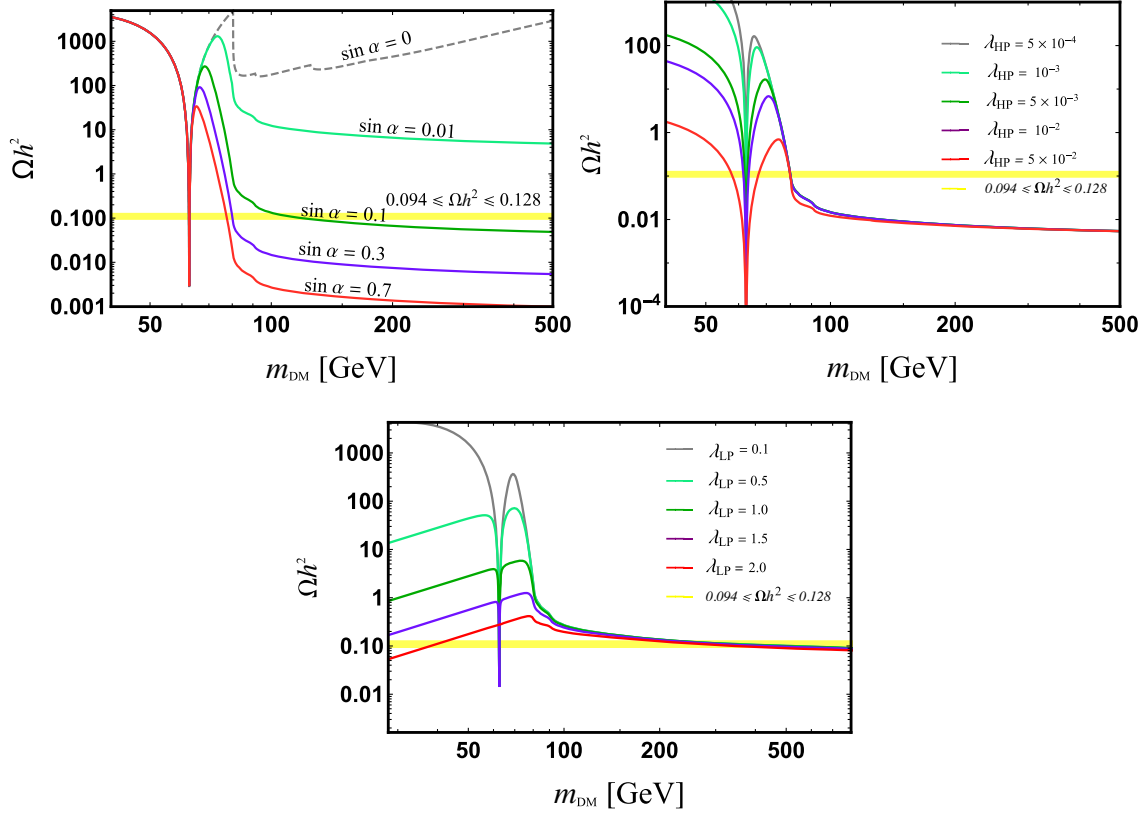 1000
100
10
1
0.100
0.010
0.001
Ωh²
sin α = 0
sin α = 0.01
0.094 ⩽ Ωh² ⩽ 0.128
sin α = 0.1
sin α = 0.3
sin α = 0.7
50 100 200 500
m_DM [GeV]
100
1
0.01
10⁻⁴
Ωh²
λ_HP = 5 × 10⁻⁴
λ_HP = 10⁻³
λ_HP = 5 × 10⁻³
λ_HP = 10⁻²
λ_HP = 5 × 10⁻²
0.094 ⩽ Ωh² ⩽ 0.128
50 100 200 500
m_DM [GeV]
1000
100
10
1
0.10
0.01
Ωh²
λ_LP = 0.1
λ_LP = 0.5
λ_LP = 1.0
λ_LP = 1.5
λ_LP = 2.0
0.094 ⩽ Ωh² ⩽ 0.128
50 100 200 500
m_DM [GeV]